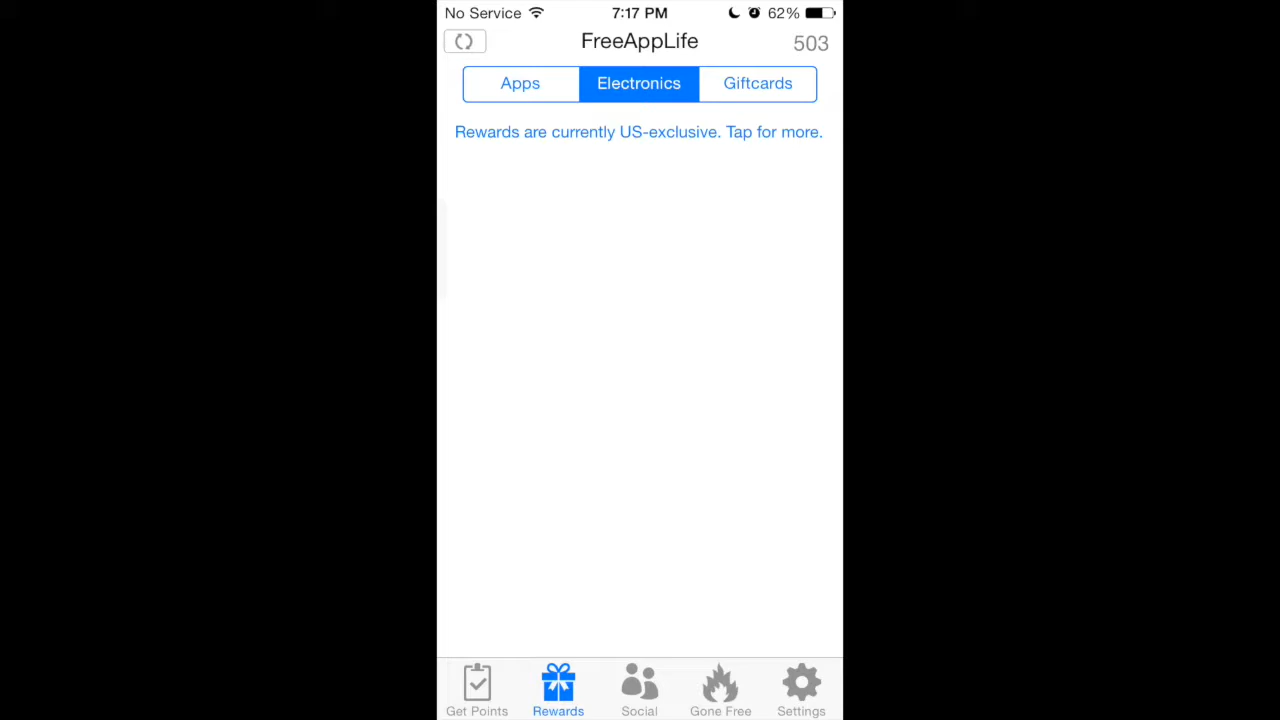 No Service 7:17 PM 62%
FreeAppLife 503
Apps Electronics Giftcards
Rewards are currently US-exclusive. Tap for more.
Get Points Rewards Social Gone Free Settings